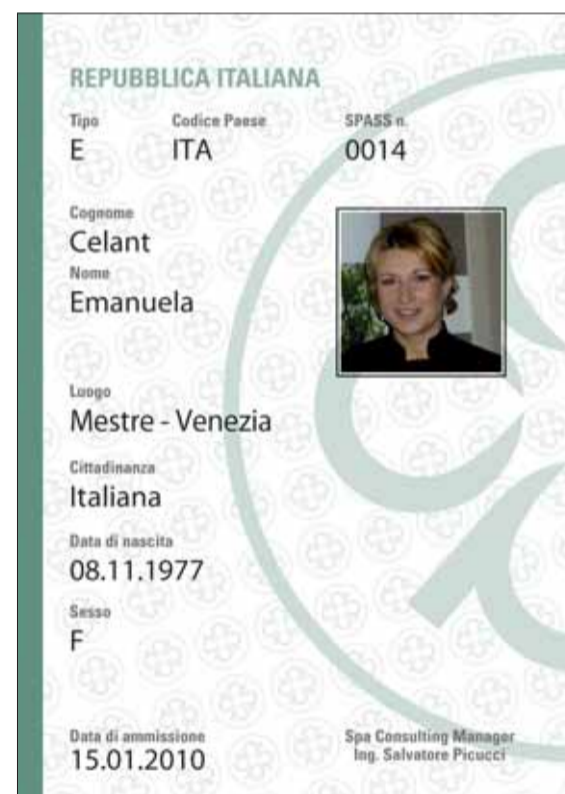 REPUBBLICA ITALIANA
Tipo Codice Paese SPASS n.
E ITA 0014
Cognome
Celant
Nome
Emanuela
Luogo
Mestre - Venezia
Cittadinanza
Italiana
Data di nascita
08.11.1977
Sesso
F
Data di ammissione
15.01.2010
Spa Consulting Manager
Ing. Salvatore Picucci